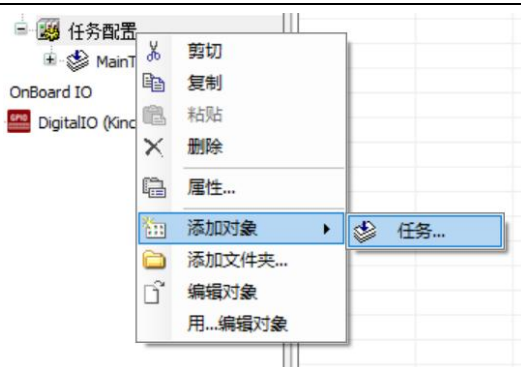 任务配置
MainT
OnBoard IO
DigitalIO (Kinc
剪切
复制
粘贴
删除
属性...
添加对象
任务...
添加文件夹...
编辑对象
用...编辑对象